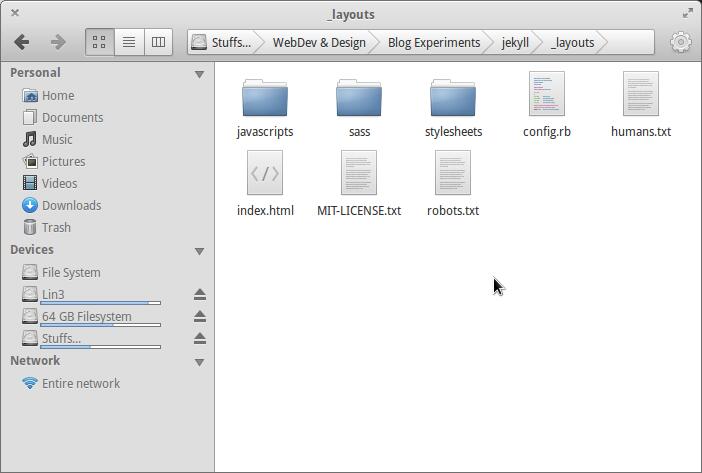 _layouts
Stuffs... WebDev & Design Blog Experiments jekyll _layouts
Personal
Home
Documents
Music
Pictures
Videos
Downloads
Trash
Devices
File System
Lin3
64 GB Filesystem
Stuffs...
Network
Entire network
javascripts sass stylesheets config.rb humans.txt
index.html MIT-LICENSE.txt robots.txt